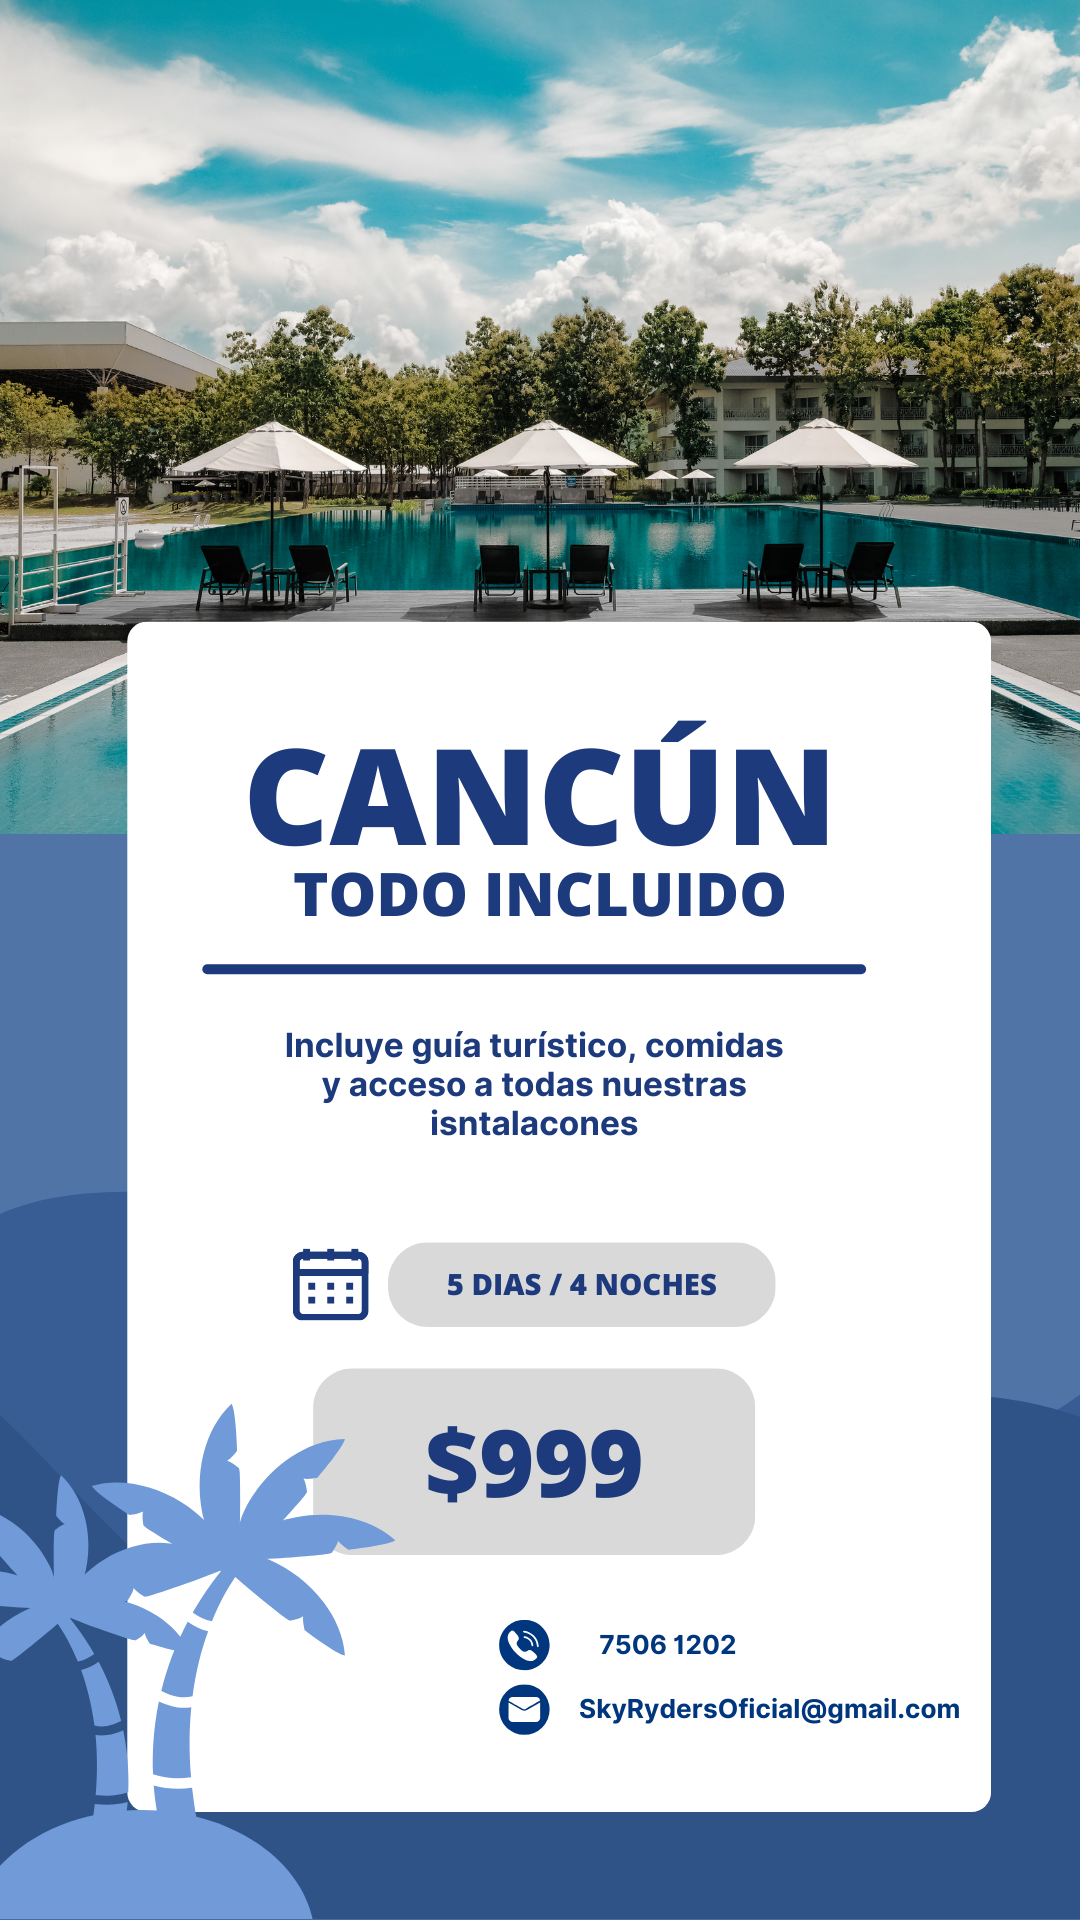 CANCÚN
TODO INCLUIDO
Incluye guía turístico, comidas
y acceso a todas nuestras
isntalacones
5 DIAS / 4 NOCHES
$999
7506 1202
SkyRydersOficial@gmail.com